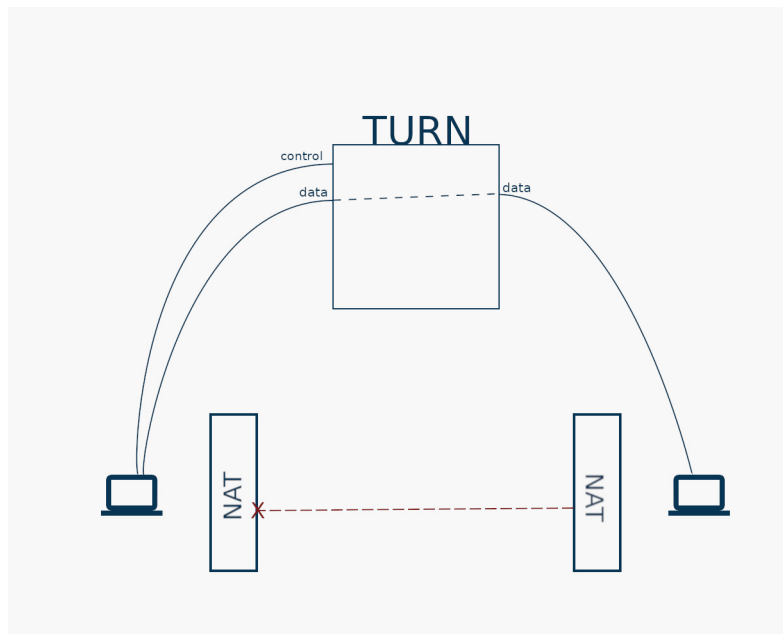 TURN
control
data
data
NAT
NAT
X